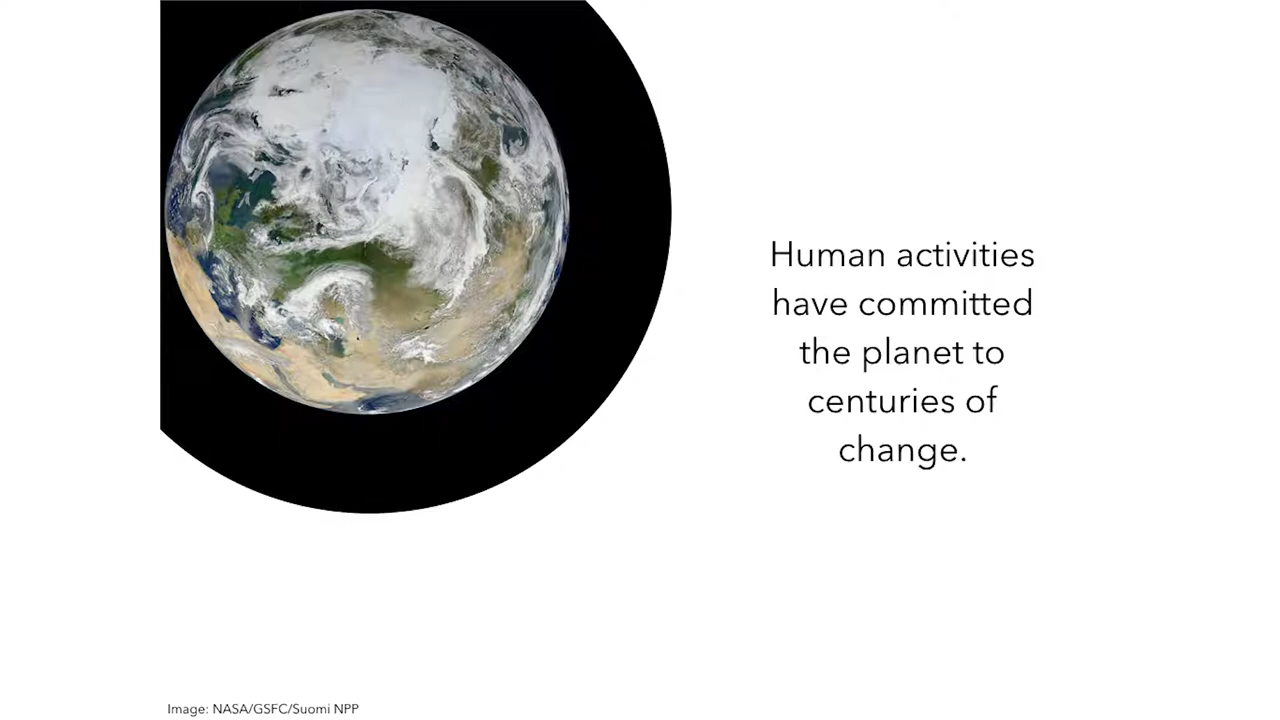 Human activities
have committed
the planet to
centuries of
change.
Image: NASA/GSFC/Suomi NPP